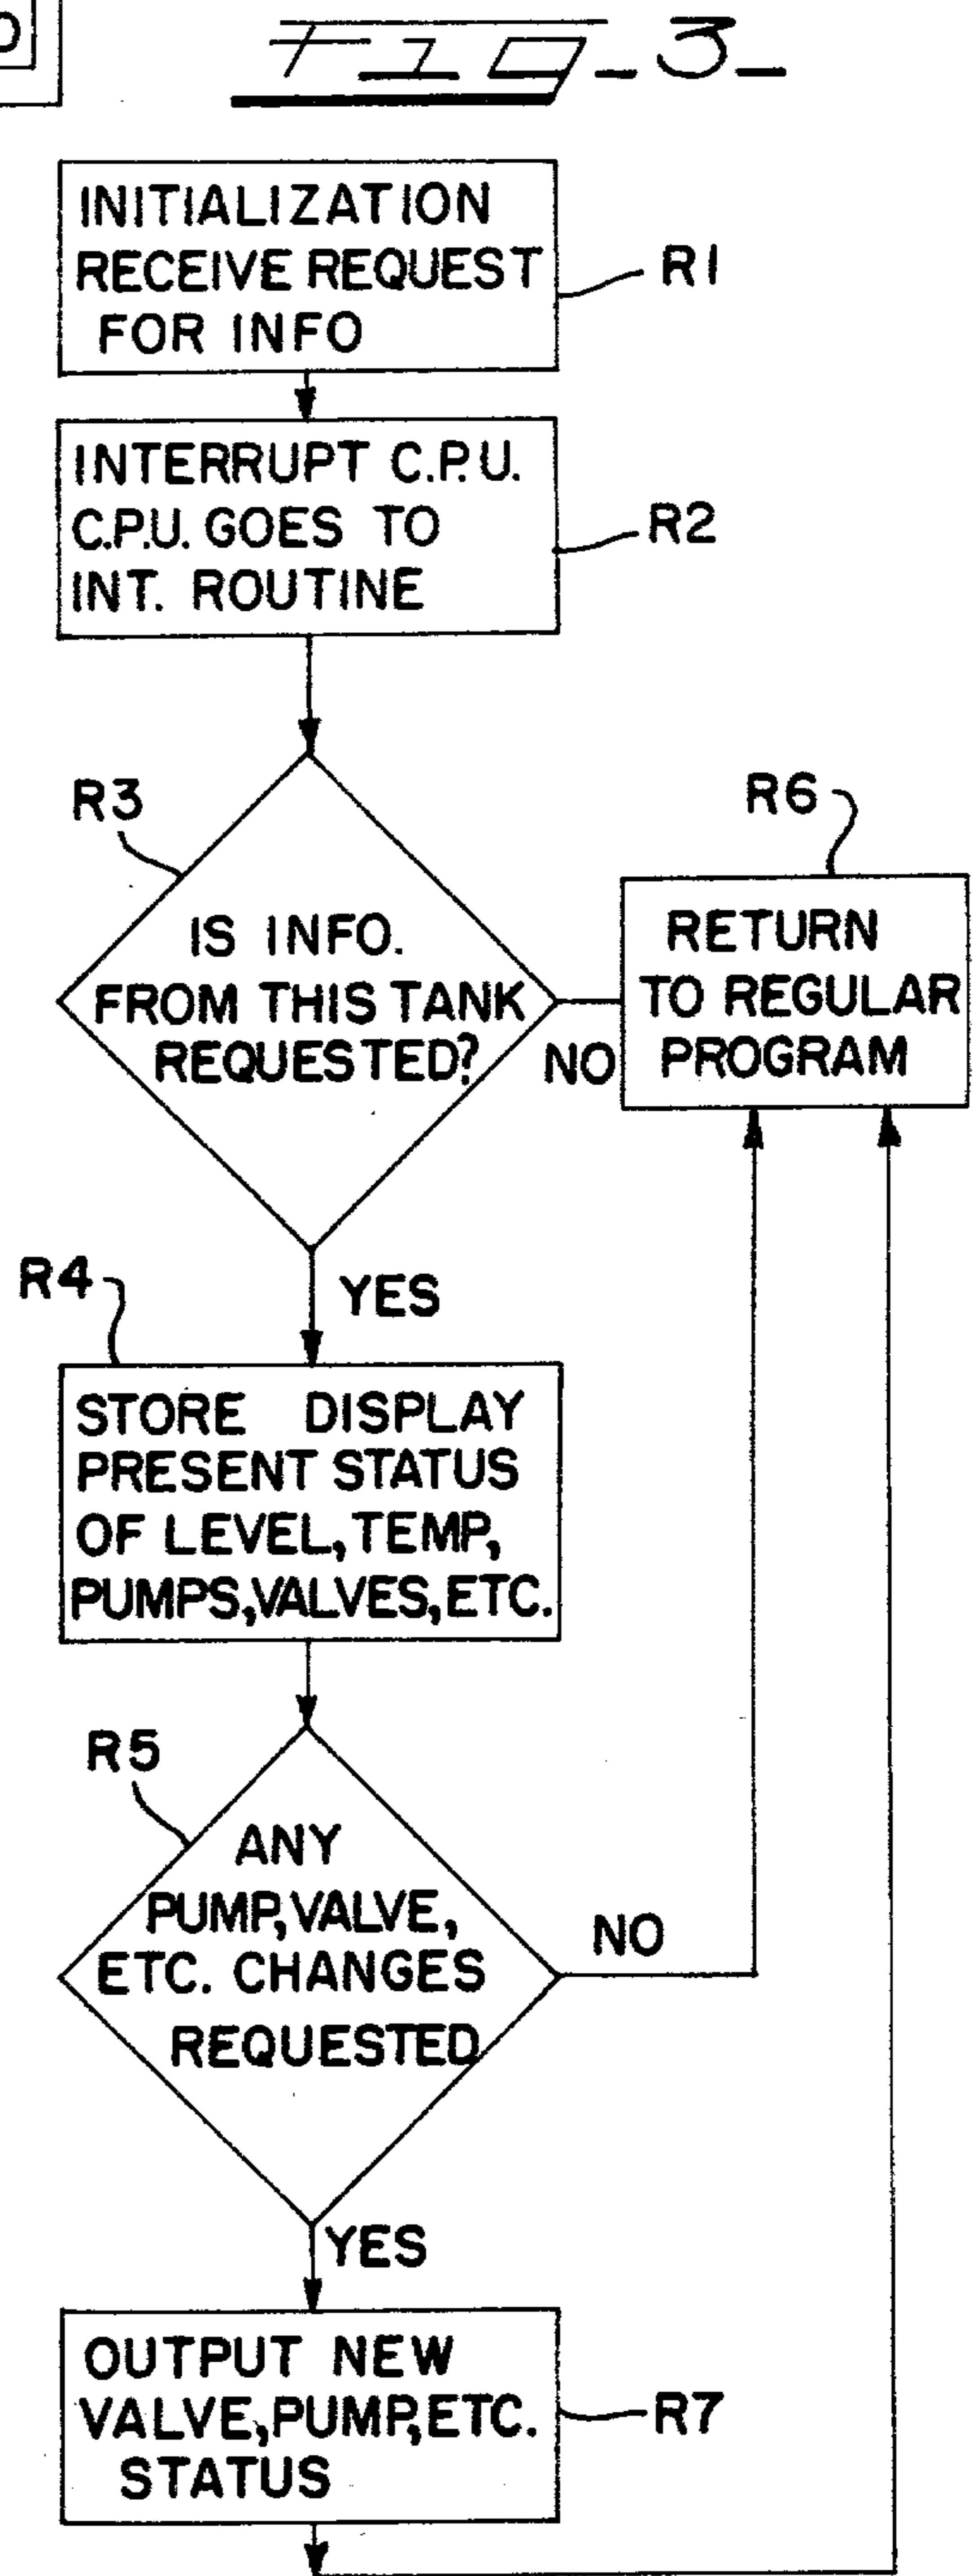 FIG_3_
INITIALIZATION
RECEIVE REQUEST
FOR INFO
R1
INTERRUPT C.P.U.
C.P.U. GOES TO
INT. ROUTINE
R2
R3
IS INFO.
FROM THIS TANK
REQUESTED?
NO
R6
RETURN
TO REGULAR
PROGRAM
YES
R4
STORE DISPLAY
PRESENT STATUS
OF LEVEL, TEMP,
PUMPS, VALVES, ETC.
R5
ANY
PUMP, VALVE,
ETC. CHANGES
REQUESTED
NO
YES
OUTPUT NEW
VALVE, PUMP, ETC.
STATUS
R7